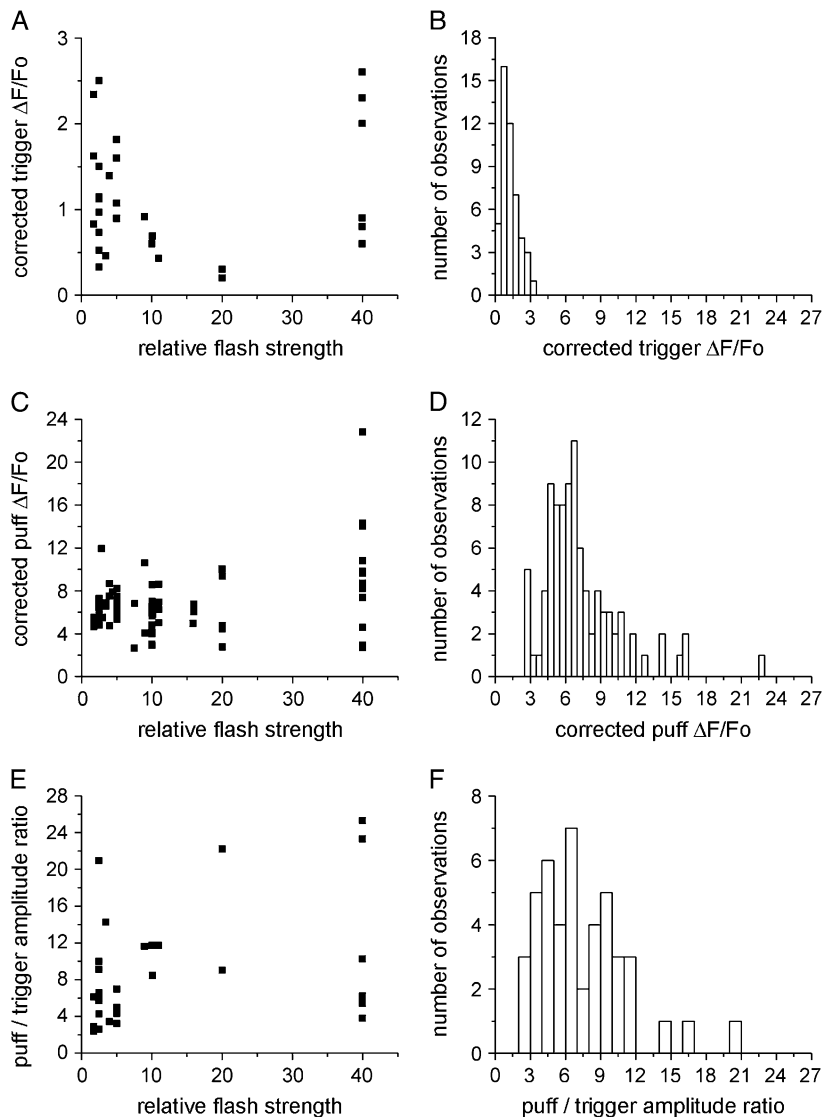 A
corrected trigger ΔF/Fo
3
2
1
0
0 10 20 30 40
relative flash strength
B
number of observations
18
15
12
9
6
3
0
0 3 6 9 12 15 18 21 24 27
corrected trigger ΔF/Fo
C
corrected puff ΔF/Fo
24
20
16
12
8
4
0
0 10 20 30 40
relative flash strength
D
number of observations
12
10
8
6
4
2
0
0 3 6 9 12 15 18 21 24 27
corrected puff ΔF/Fo
E
puff / trigger amplitude ratio
28
24
20
16
12
8
4
0
0 10 20 30 40
relative flash strength
F
number of observations
8
6
4
2
0
0 3 6 9 12 15 18 21 24 27
puff / trigger amplitude ratio